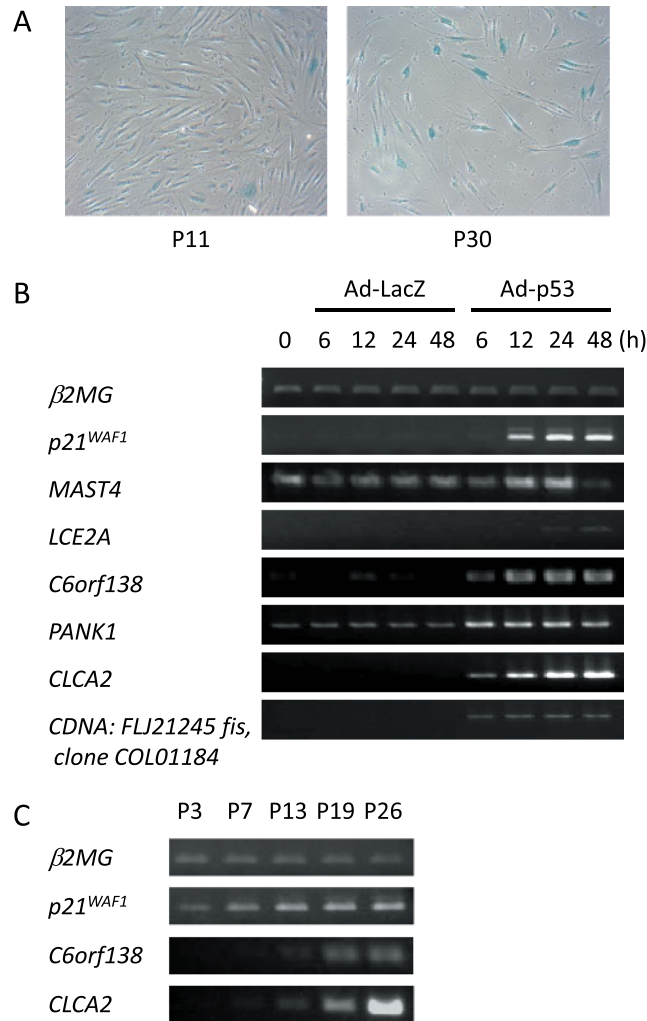 A
P11 P30
B
Ad-LacZ Ad-p53
0 6 12 24 48 6 12 24 48 (h)
β2MG
p21WAF1
MAST4
LCE2A
C6orf138
PANK1
CLCA2
CDNA: FLJ21245 fis,
clone COL01184
C
P3 P7 P13 P19 P26
β2MG
p21WAF1
C6orf138
CLCA2